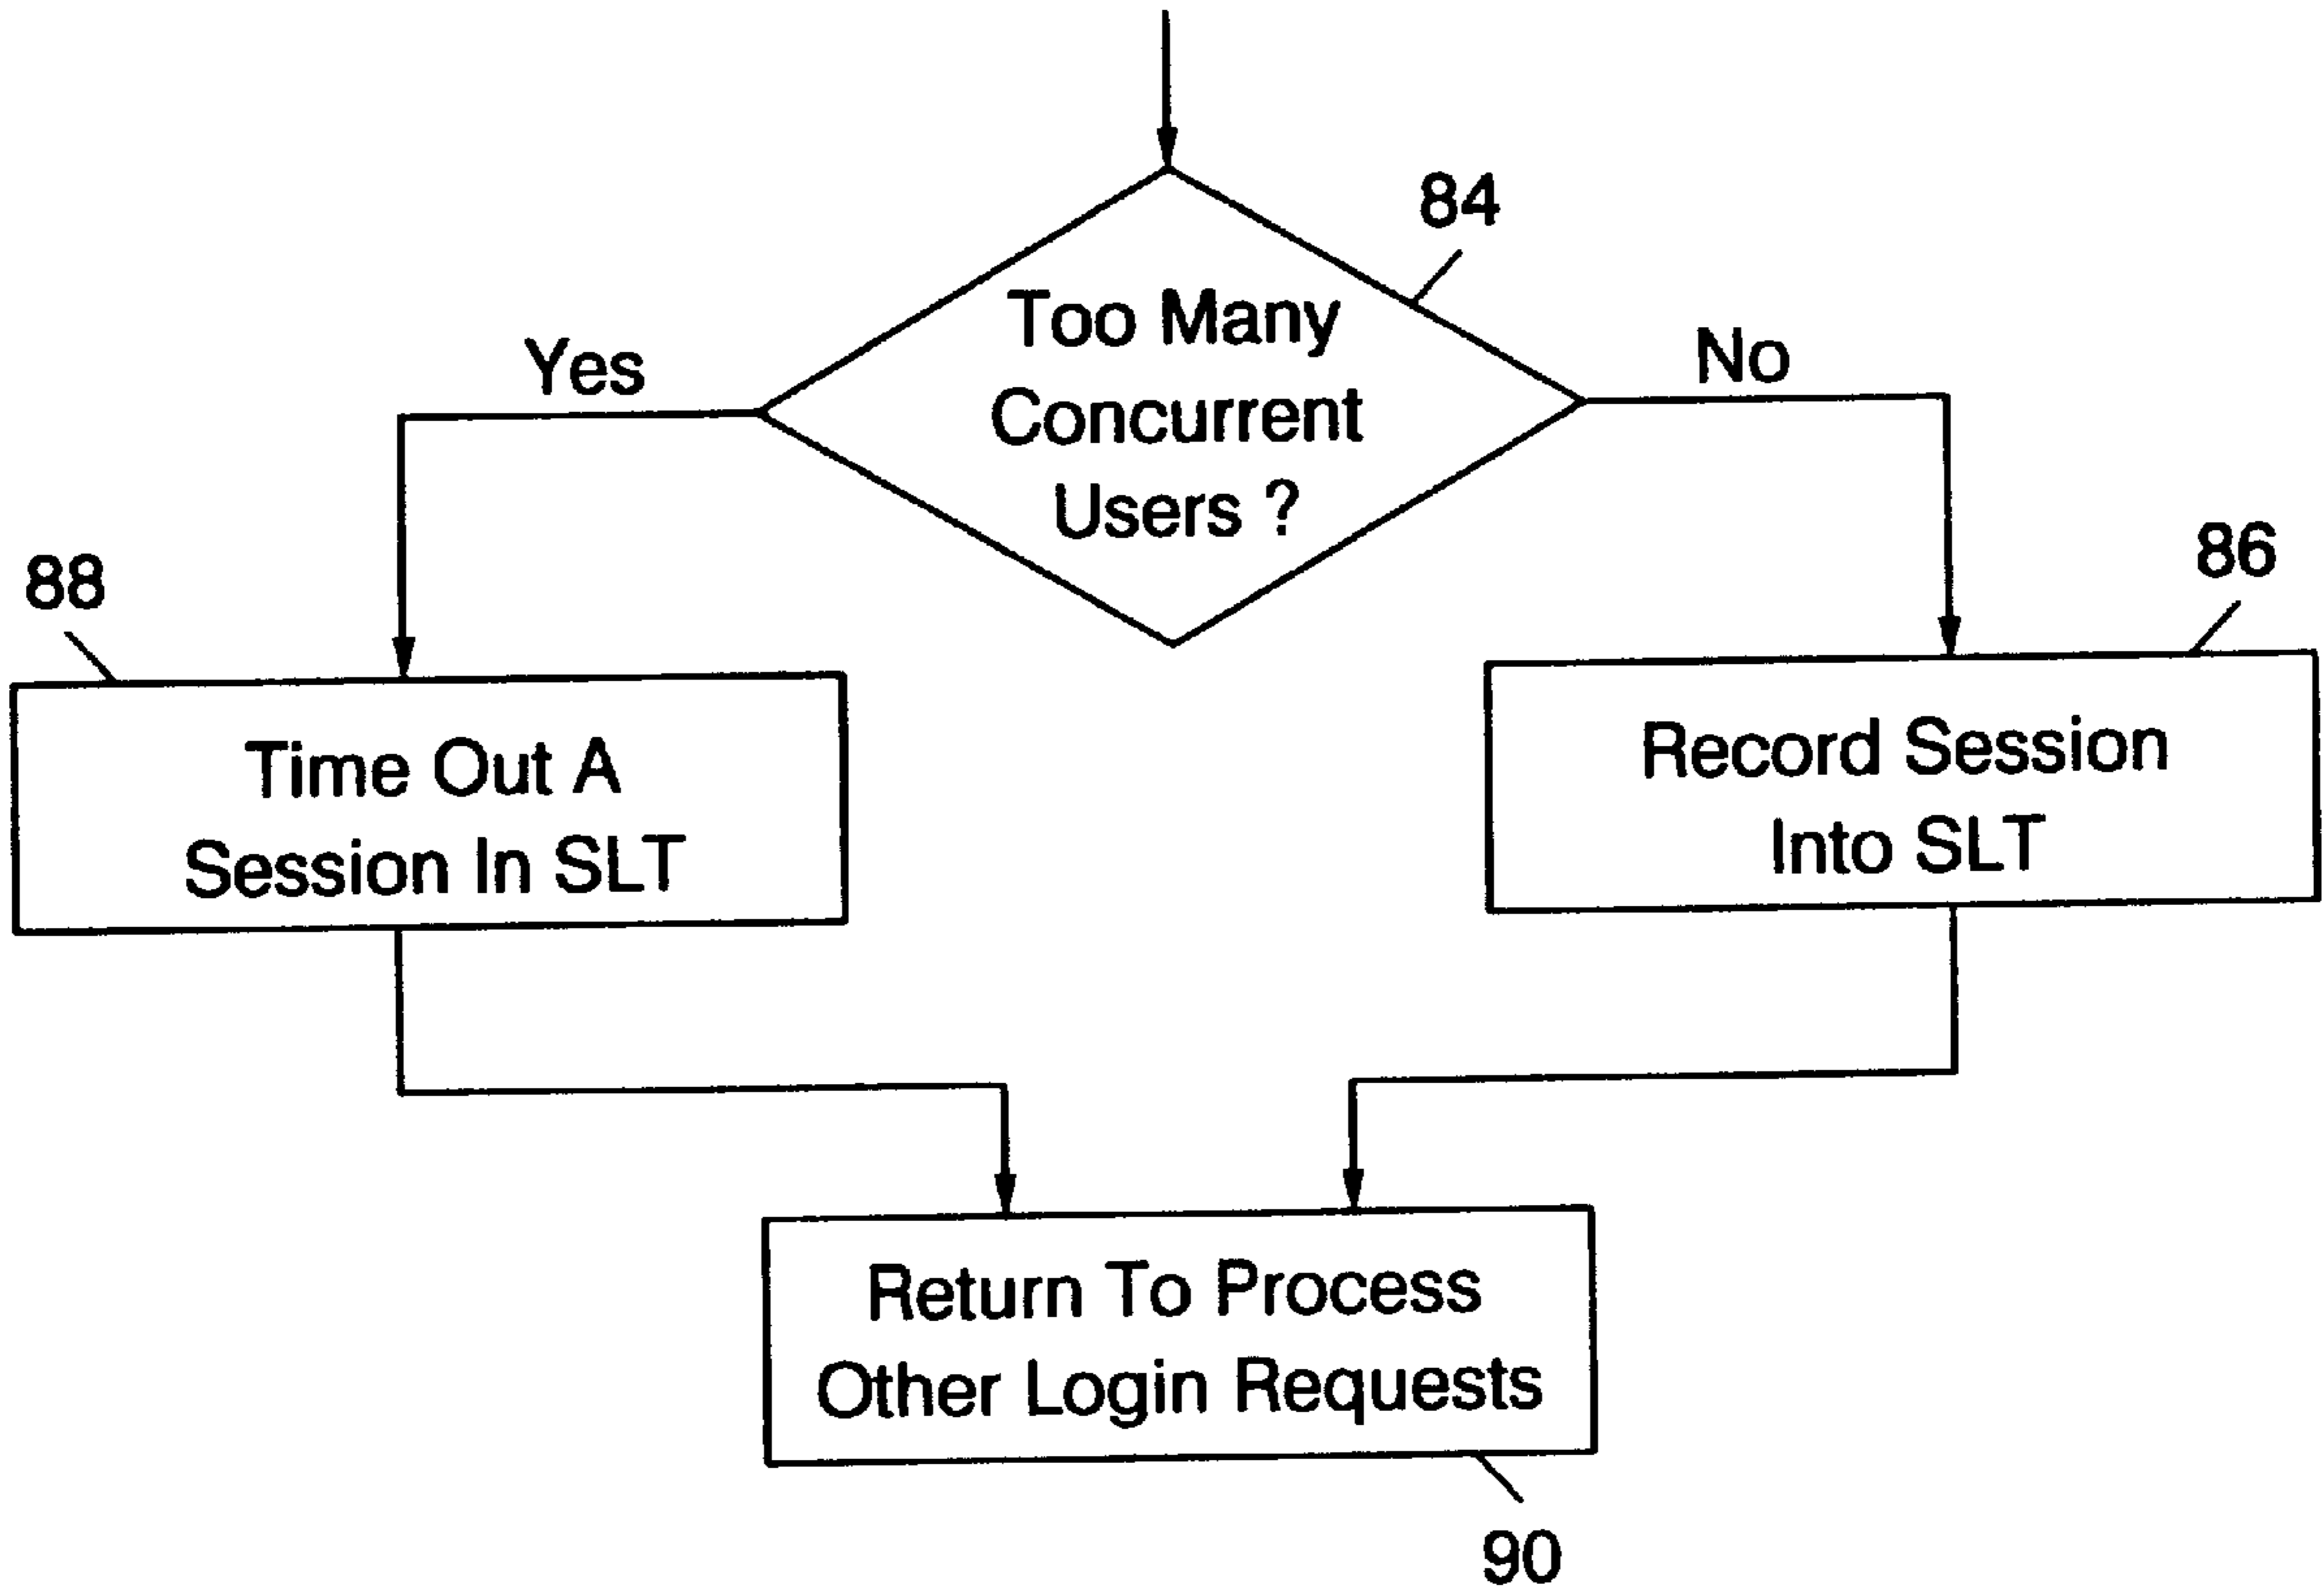 84
Too Many
Concurrent
Users ?
Yes
No
88
86
Time Out A
Session In SLT
Record Session
Into SLT
Return To Process
Other Login Requests
90